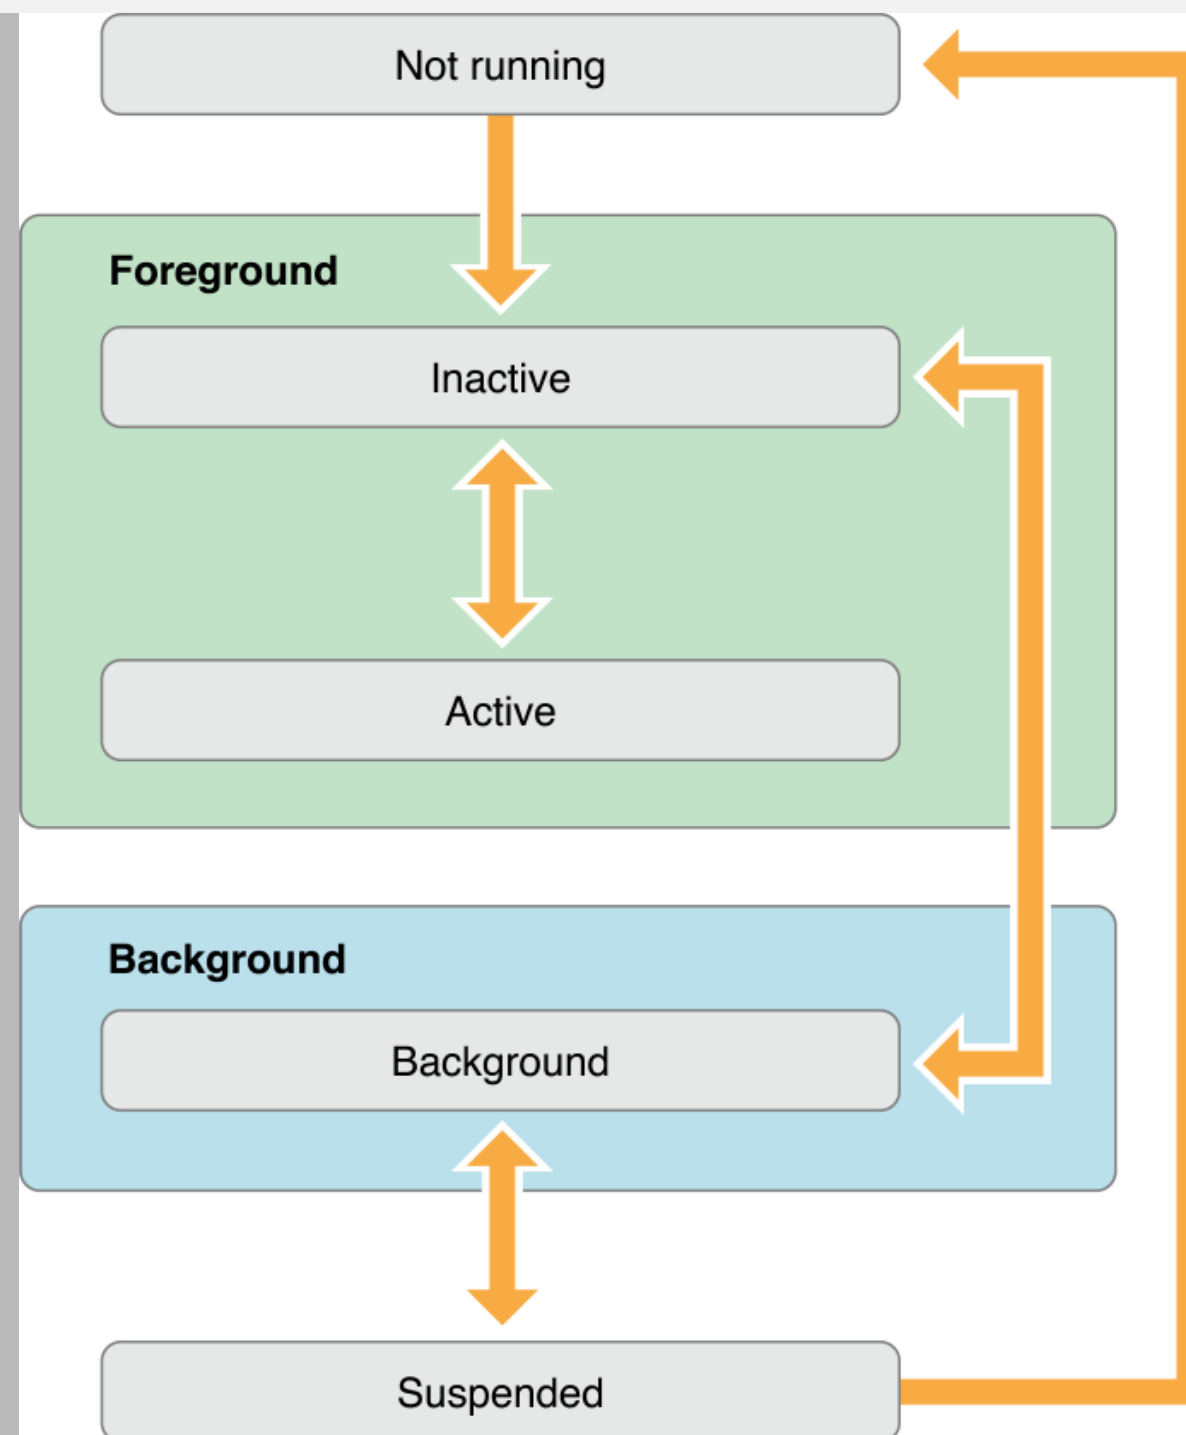 Not running
Foreground
Inactive
Active
Background
Background
Suspended